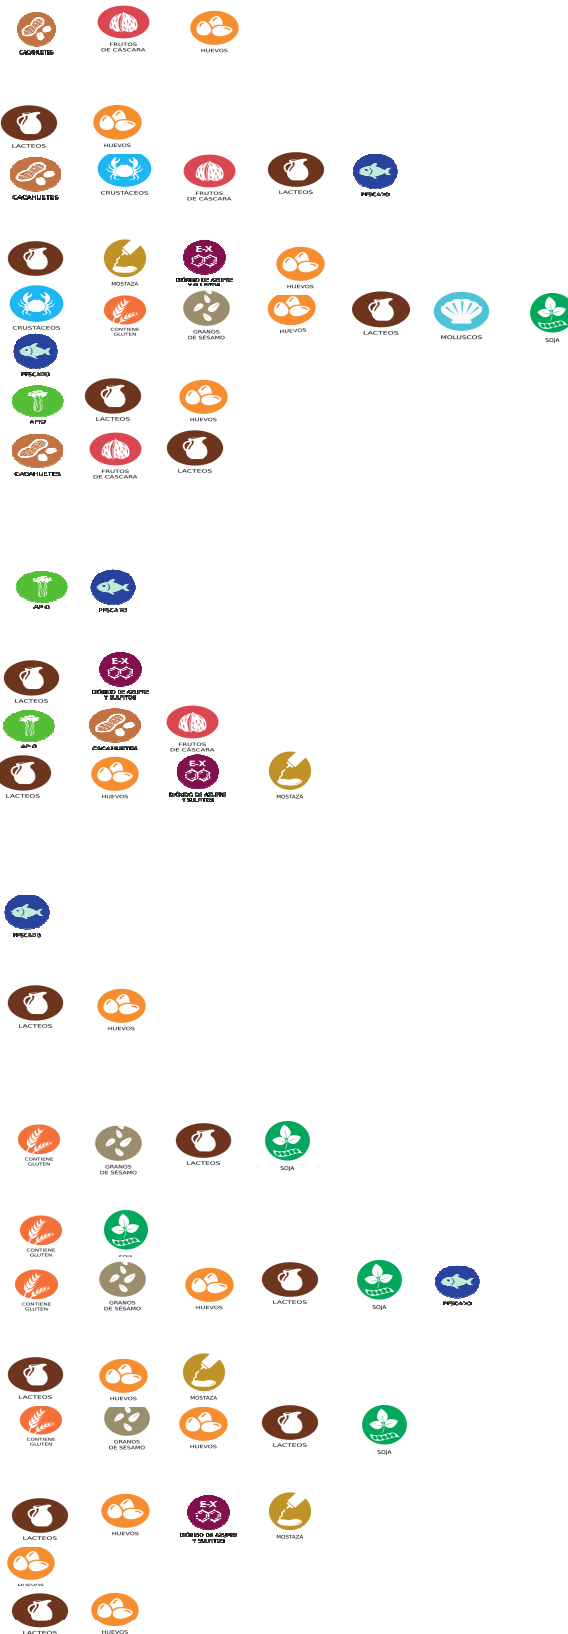 CACAHUETES FRUTOS DE CÁSCARA HUEVOS
LACTEOS HUEVOS
CACAHUETES CRUSTÁCEOS FRUTOS DE CÁSCARA LACTEOS PESCADO
MOSTAZA E-X DIÓXIDO DE AZUFRE Y SULFITOS HUEVOS
CRUSTÁCEOS CONTIENE GLUTEN GRANOS DE SÉSAMO HUEVOS LACTEOS MOLUSCOS SOJA
PESCADO
APIO LACTEOS HUEVOS
CACAHUETES FRUTOS DE CÁSCARA LACTEOS
APIO PESCADO
LACTEOS E-X DIÓXIDO DE AZUFRE Y SULFITOS
APIO CACAHUETES FRUTOS DE CÁSCARA
LACTEOS HUEVOS E-X DIÓXIDO DE AZUFRE Y SULFITOS MOSTAZA
PESCADO
LACTEOS HUEVOS
CONTIENE GLUTEN GRANOS DE SÉSAMO LACTEOS SOJA
CONTIENE GLUTEN SOJA
CONTIENE GLUTEN GRANOS DE SÉSAMO HUEVOS LACTEOS SOJA PESCADO
LACTEOS HUEVOS MOSTAZA
CONTIENE GLUTEN GRANOS DE SÉSAMO HUEVOS LACTEOS SOJA
LACTEOS HUEVOS E-X DIÓXIDO DE AZUFRE Y SULFITOS MOSTAZA
HUEVOS
LACTEOS HUEVOS